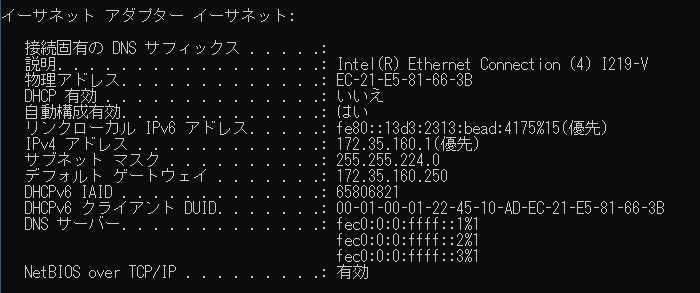 イーサネット アダプター イーサネット:
接続固有の DNS サフィックス . . . . .:
説明. . . . . . . . . . . . . . . . .: Intel(R) Ethernet Connection (4) I219-V
物理アドレス. . . . . . . . . . . . .: EC-21-E5-81-66-3B
DHCP 有効 . . . . . . . . . . . . . .: いいえ
自動構成有効. . . . . . . . . . . . .: はい
リンクローカル IPv6 アドレス. . . . .: fe80::13d3:2313:bead:4175%15(優先)
IPv4 アドレス . . . . . . . . . . . .: 172.35.160.1(優先)
サブネット マスク . . . . . . . . . .: 255.255.224.0
デフォルト ゲートウェイ . . . . . . .: 172.35.160.250
DHCPv6 IAID . . . . . . . . . . . . .: 65806821
DHCPv6 クライアント DUID. . . . . . .: 00-01-00-01-22-45-10-AD-EC-21-E5-81-66-3B
DNS サーバー. . . . . . . . . . . . .: fec0:0:0:ffff::1%1
fec0:0:0:ffff::2%1
fec0:0:0:ffff::3%1
NetBIOS over TCP/IP . . . . . . . . .: 有効